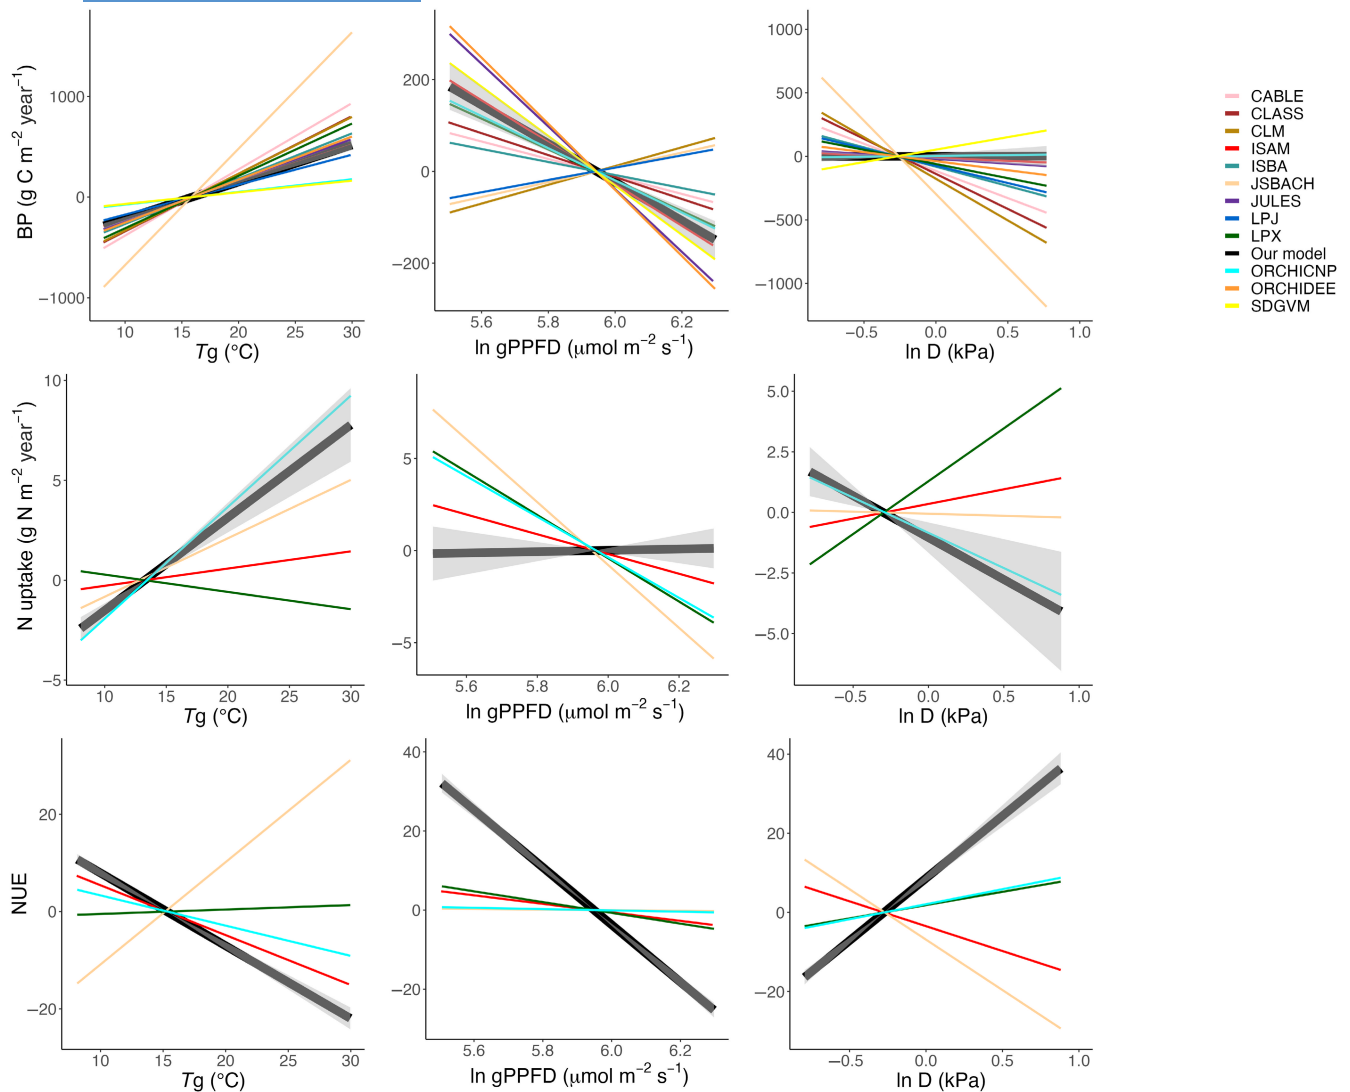 BP (g C m−2 year−1)
1000
0
−1000
10 15 20 25 30
Tg (°C)
200
0
−200
5.6 5.8 6.0 6.2
ln gPPFD (μmol m−2 s−1)
1000
500
0
−500
−1000
−0.5 0.0 0.5 1.0
ln D (kPa)
CABLE
CLASS
CLM
ISAM
ISBA
JSBACH
JULES
LPJ
LPX
Our model
ORCHICNP
ORCHIDEE
SDGVM
N uptake (g N m−2 year−1)
10
5
0
−5
10 15 20 25 30
Tg (°C)
5
0
−5
5.6 5.8 6.0 6.2
ln gPPFD (μmol m−2 s−1)
5.0
2.5
0.0
−2.5
−5.0
−0.5 0.0 0.5 1.0
ln D (kPa)
NUE
20
0
−20
10 15 20 25 30
Tg (°C)
40
20
0
−20
5.6 5.8 6.0 6.2
ln gPPFD (μmol m−2 s−1)
40
20
0
−20
−0.5 0.0 0.5 1.0
ln D (kPa)